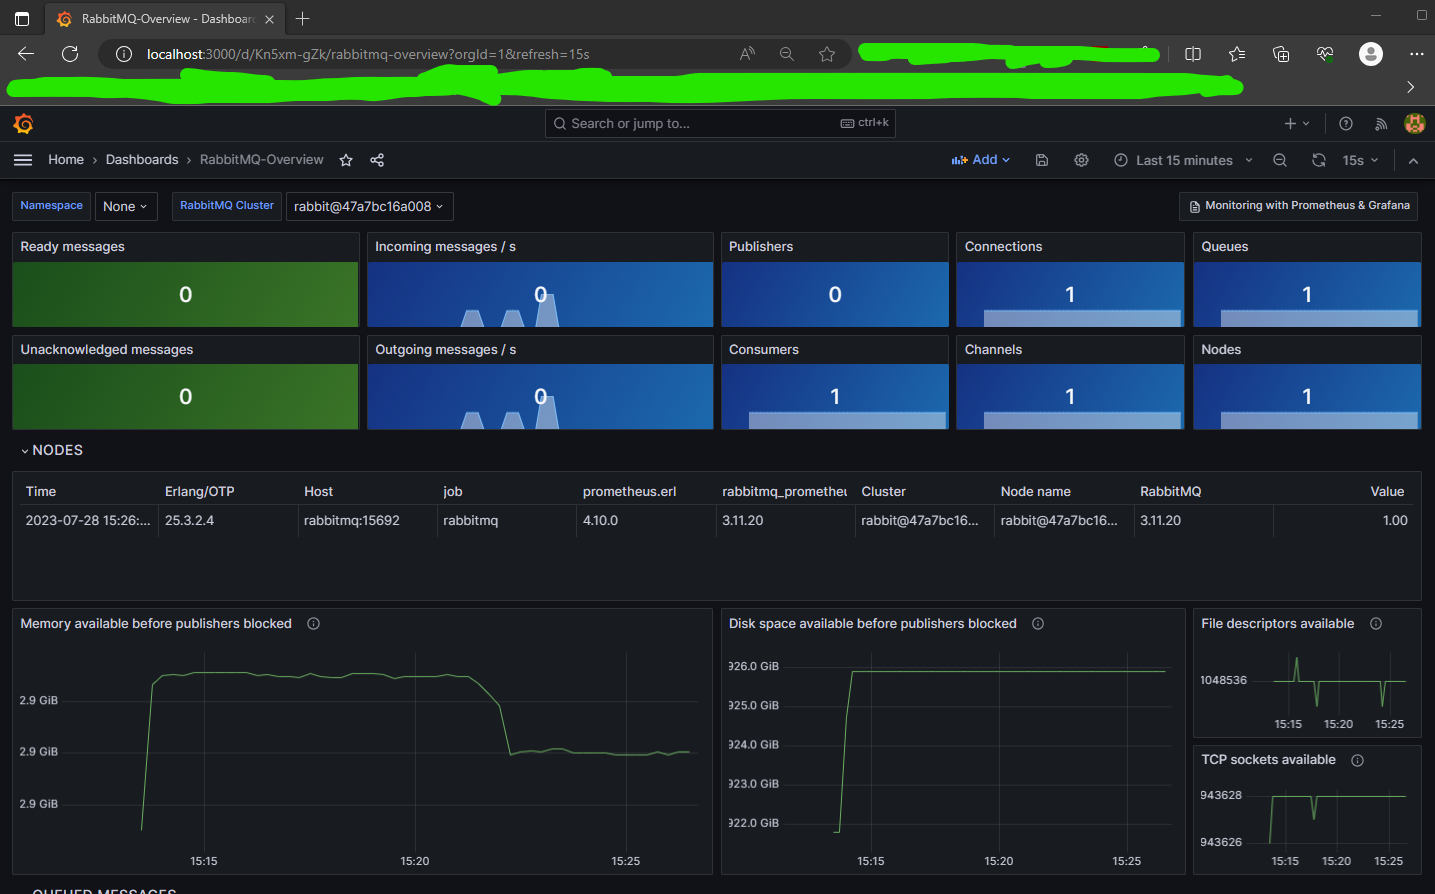 RabbitMQ-Overview - Dashboar
localhost:3000/d/Kn5xm-gZk/rabbitmq-overview?orgId=1&refresh=15s
Search or jump to... ctrl+k
Home › Dashboards › RabbitMQ-Overview Add Last 15 minutes 15s
Namespace None RabbitMQ Cluster rabbit@47a7bc16a008 Monitoring with Prometheus & Grafana
Ready messages Incoming messages / s Publishers Connections Queues
0 0 0 1 1
Unacknowledged messages Outgoing messages / s Consumers Channels Nodes
0 0 1 1 1
NODES
Time Erlang/OTP Host job prometheus.erl rabbitmq_prometheu Cluster Node name RabbitMQ Value
2023-07-28 15:26:... 25.3.2.4 rabbitmq:15692 rabbitmq 4.10.0 3.11.20 rabbit@47a7bc16... rabbit@47a7bc16... 3.11.20 1.00
Memory available before publishers blocked
2.9 GiB
2.9 GiB
2.9 GiB
15:15 15:20 15:25
Disk space available before publishers blocked
926.0 GiB
925.0 GiB
924.0 GiB
923.0 GiB
922.0 GiB
15:15 15:20 15:25
File descriptors available
1048536
15:15 15:20 15:25
TCP sockets available
943628
943626
15:15 15:20 15:25
QUEUED MESSAGES